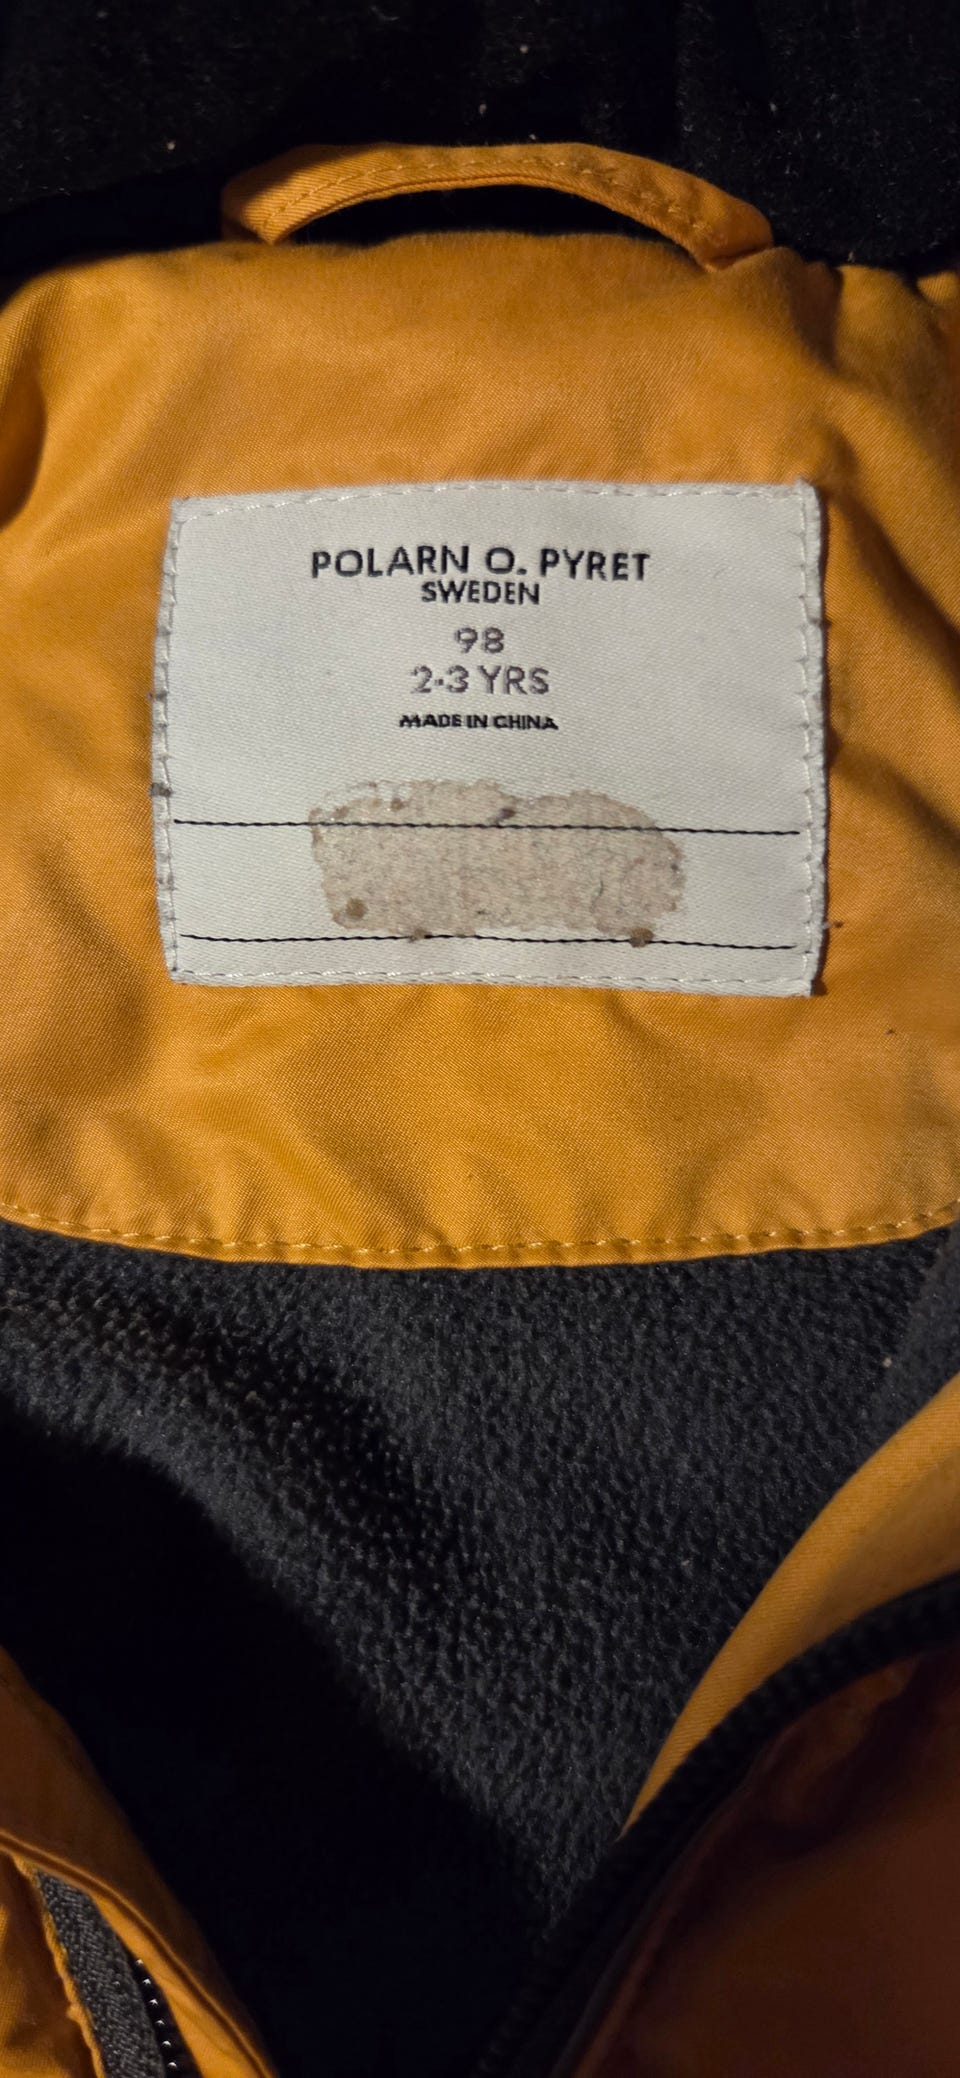 POLARN O. PYRET
SWEDEN
98
2-3 YRS
MADE IN CHINA